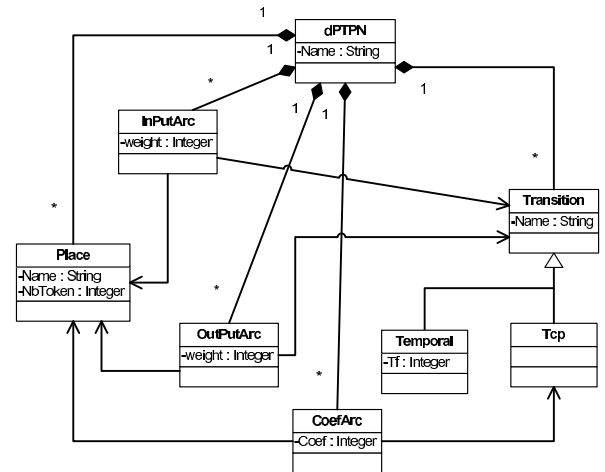 1
dPTPN
-Name : String
1
*
1
1
1
InPutArc
-weight : Integer
*
Transition
-Name : String
*
Place
-Name : String
-NbToken : Integer
*
OutPutArc
-weight : Integer
Temporal
-Tf : Integer
Tcp
*
CoefArc
-Coef : Integer